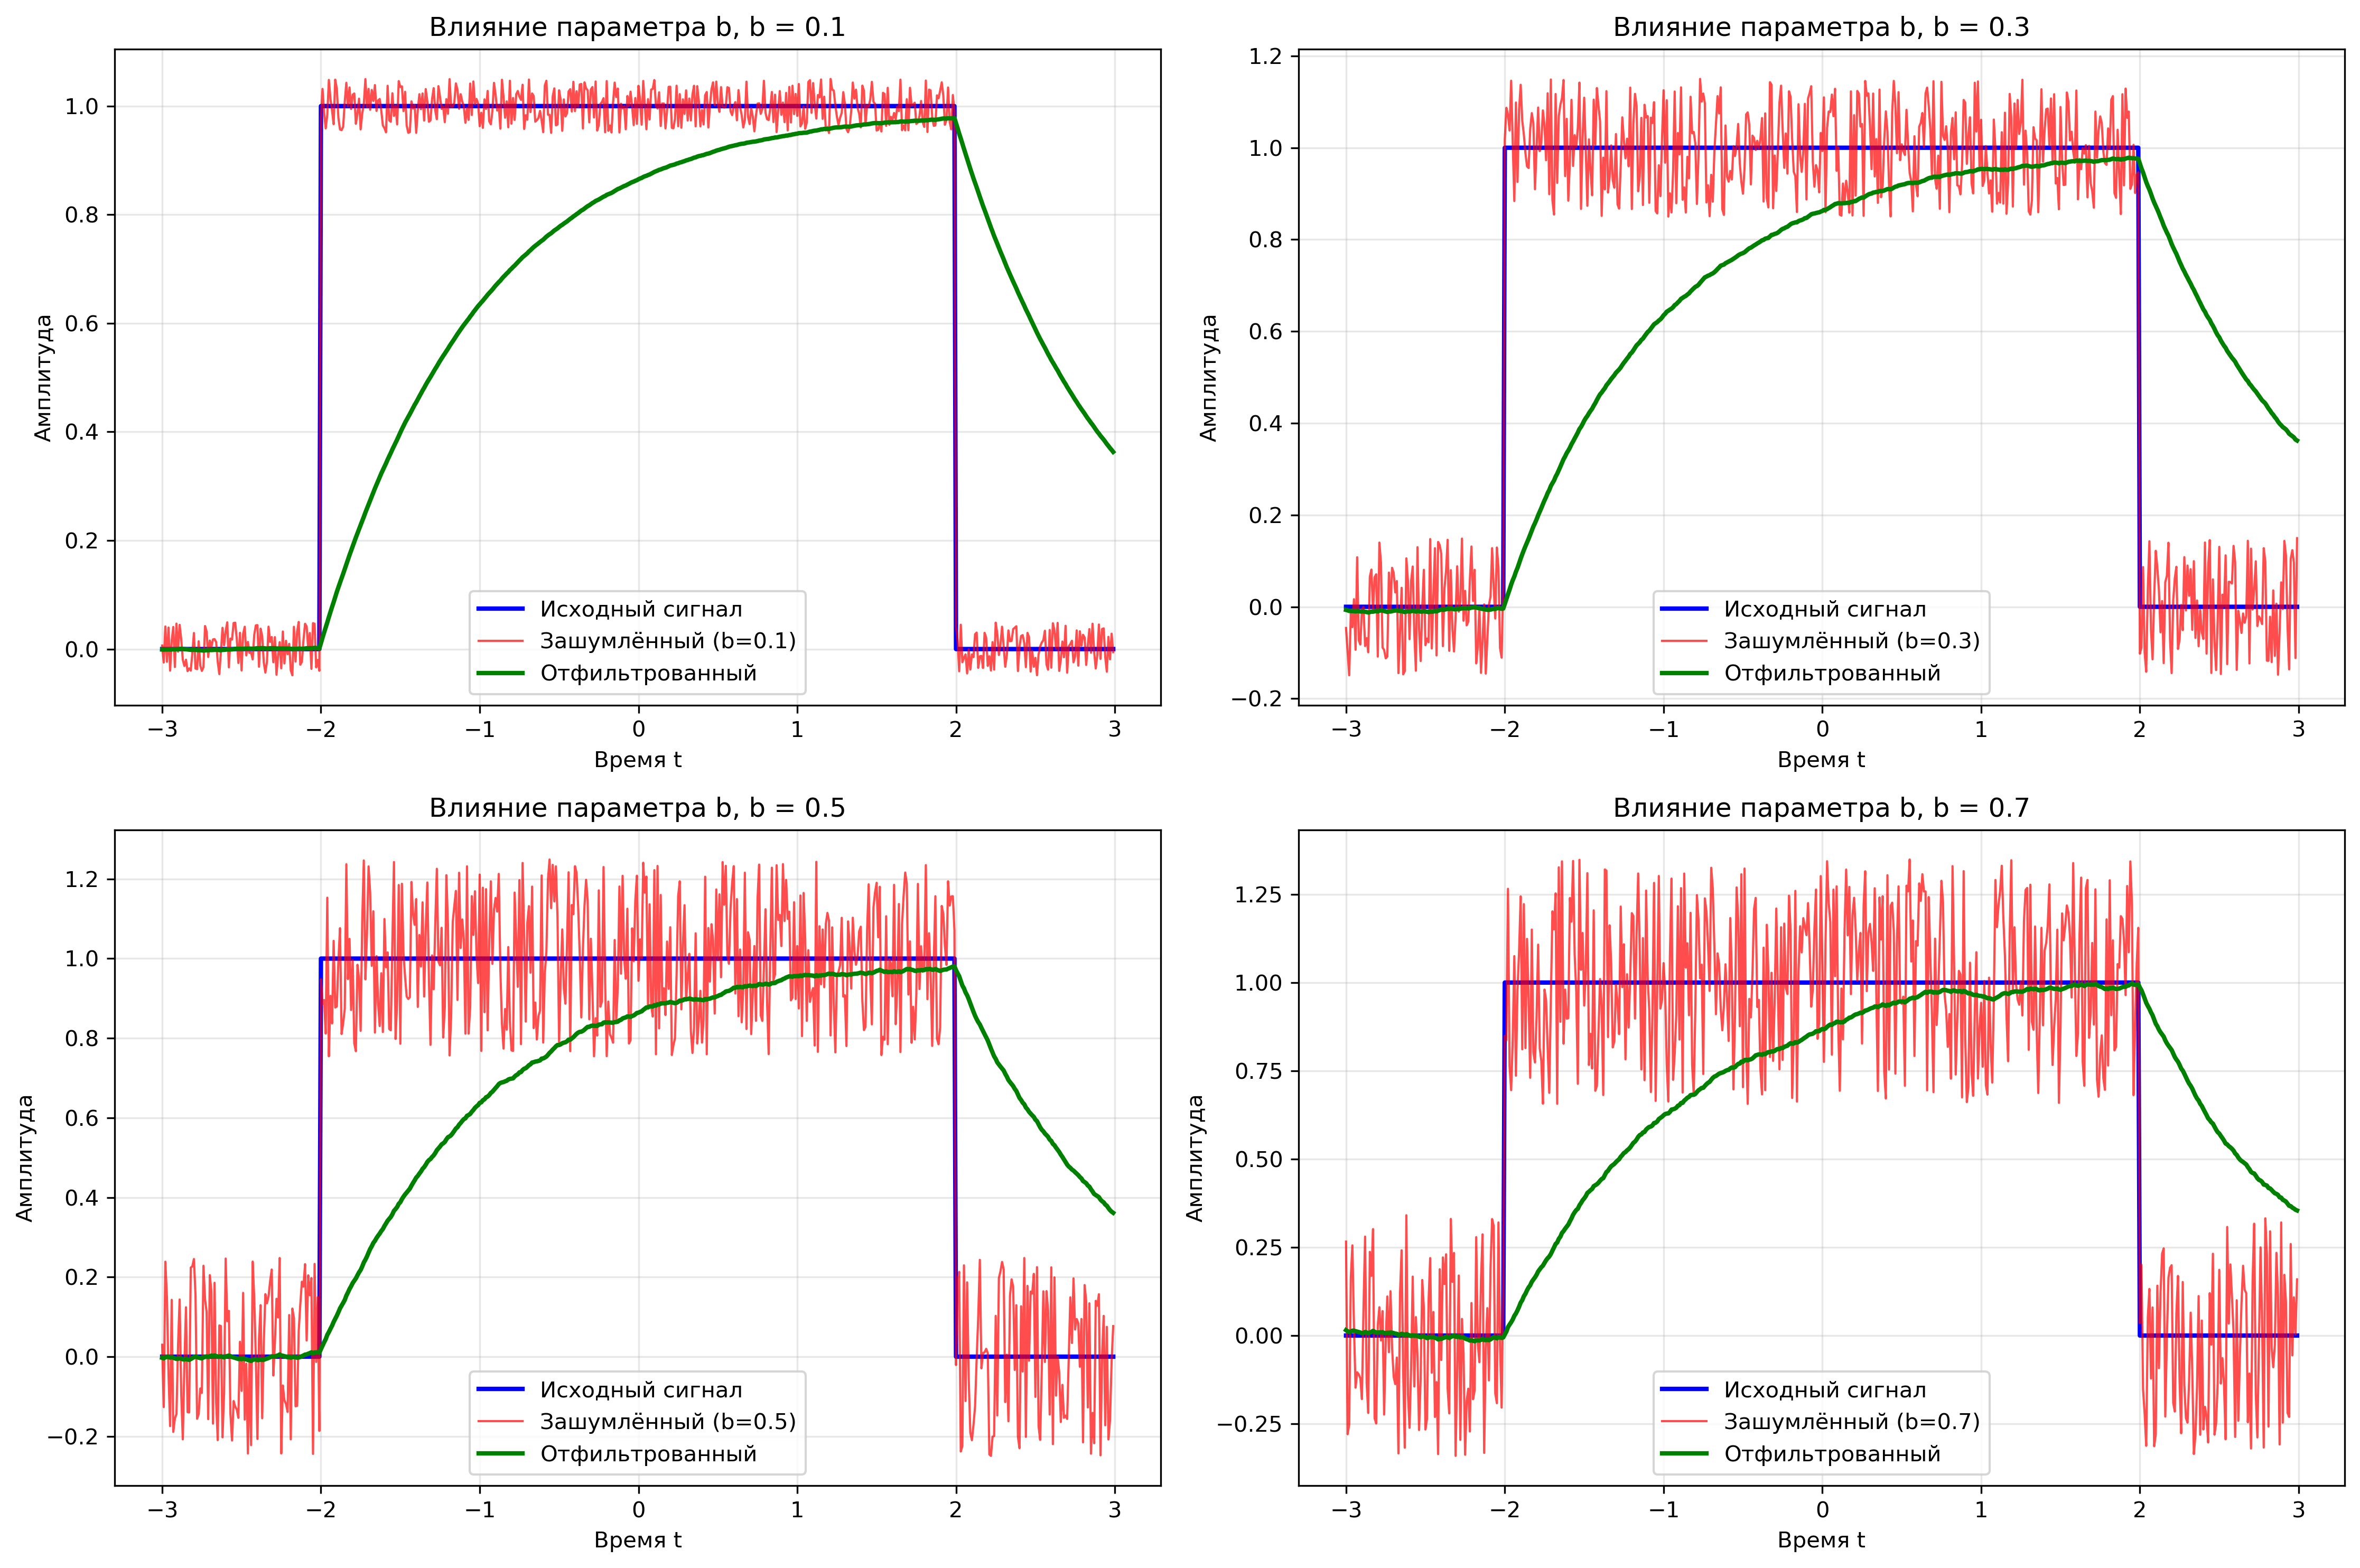 Влияние параметра b, b = 0.1
Амплитуда
1.0
0.8
0.6
0.4
0.2
0.0
Исходный сигнал
Зашумлённый (b=0.1)
Отфильтрованный
−3 −2 −1 0 1 2 3
Время t
Влияние параметра b, b = 0.3
Амплитуда
1.2
1.0
0.8
0.6
0.4
0.2
0.0
−0.2
Исходный сигнал
Зашумлённый (b=0.3)
Отфильтрованный
−3 −2 −1 0 1 2 3
Время t
Влияние параметра b, b = 0.5
Амплитуда
1.2
1.0
0.8
0.6
0.4
0.2
0.0
−0.2
Исходный сигнал
Зашумлённый (b=0.5)
Отфильтрованный
−3 −2 −1 0 1 2 3
Время t
Влияние параметра b, b = 0.7
Амплитуда
1.25
1.00
0.75
0.50
0.25
0.00
−0.25
Исходный сигнал
Зашумлённый (b=0.7)
Отфильтрованный
−3 −2 −1 0 1 2 3
Время t